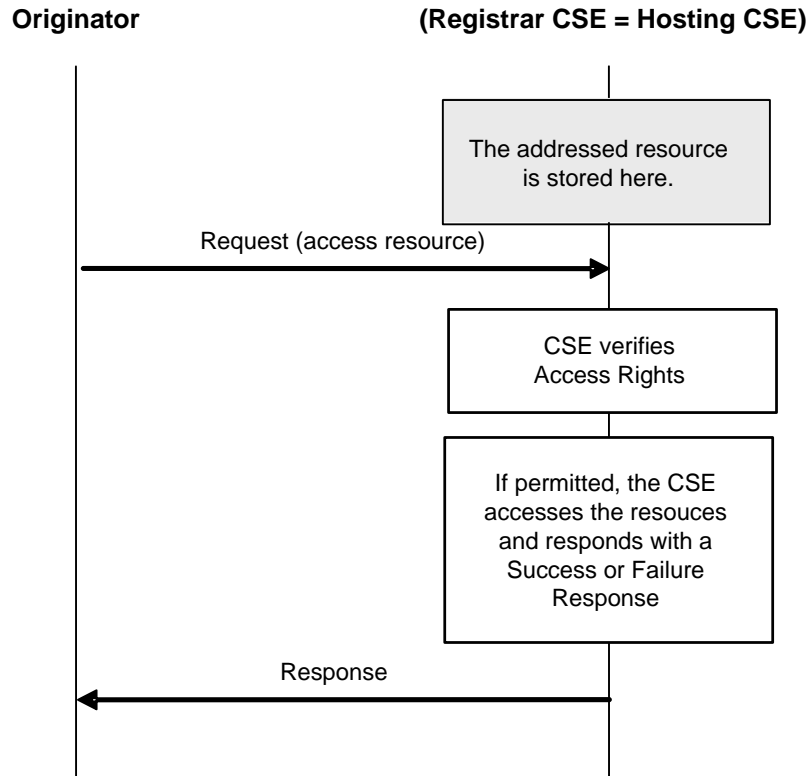 Originator
(Registrar CSE = Hosting CSE)
The addressed resource
is stored here.
Request (access resource)
CSE verifies
Access Rights
If permitted, the CSE
accesses the resouces
and responds with a
Success or Failure
Response
Response